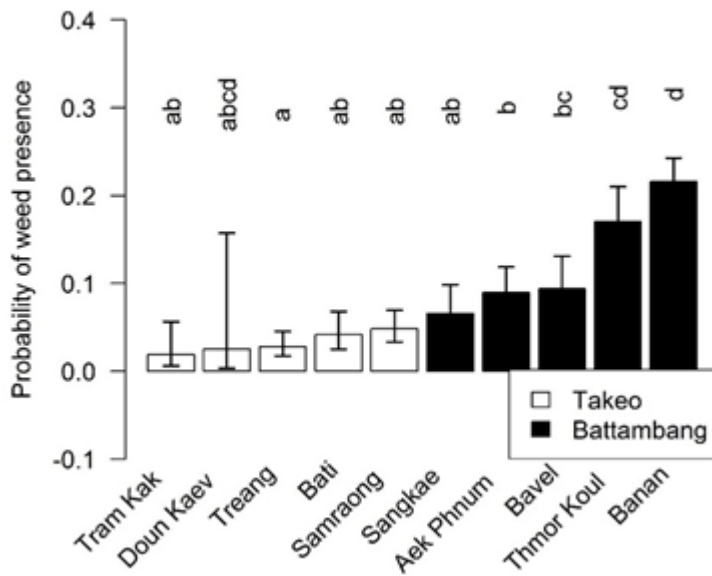 Probability of weed presence
0.4
0.3
0.2
0.1
0.0
-0.1
ab
abcd
a
ab
ab
ab
b
bc
cd
d
Takeo
Battambang
Tram Kak
Doun Kaev
Treang
Bati
Samraong
Sangkae
Aek Phnum
Bavel
Thmor Koul
Banan